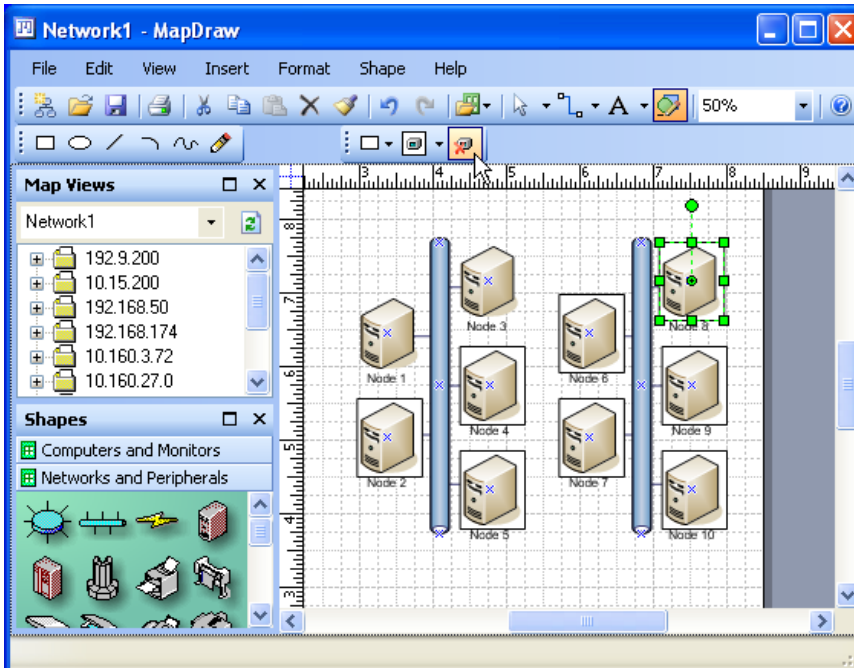 Network1 - MapDraw
File Edit View Insert Format Shape Help
A 50%
Map Views
Network1
192.9.200
10.15.200
192.168.50
192.168.174
10.160.3.72
10.160.27.0
Shapes
Computers and Monitors
Networks and Peripherals
3 4 5 6 7 8 9
8
7
6
5
4
3
Node 3
Node 8
Node 1
Node 6
Node 4
Node 9
Node 2
Node 7
Node 5
Node 10